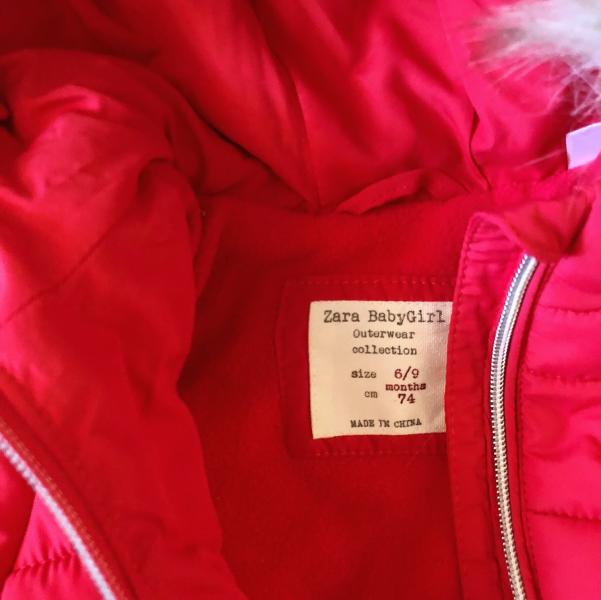 Zara BabyGirl
Outerwear
collection
size 6/9
months
cm 74
MADE IN CHINA